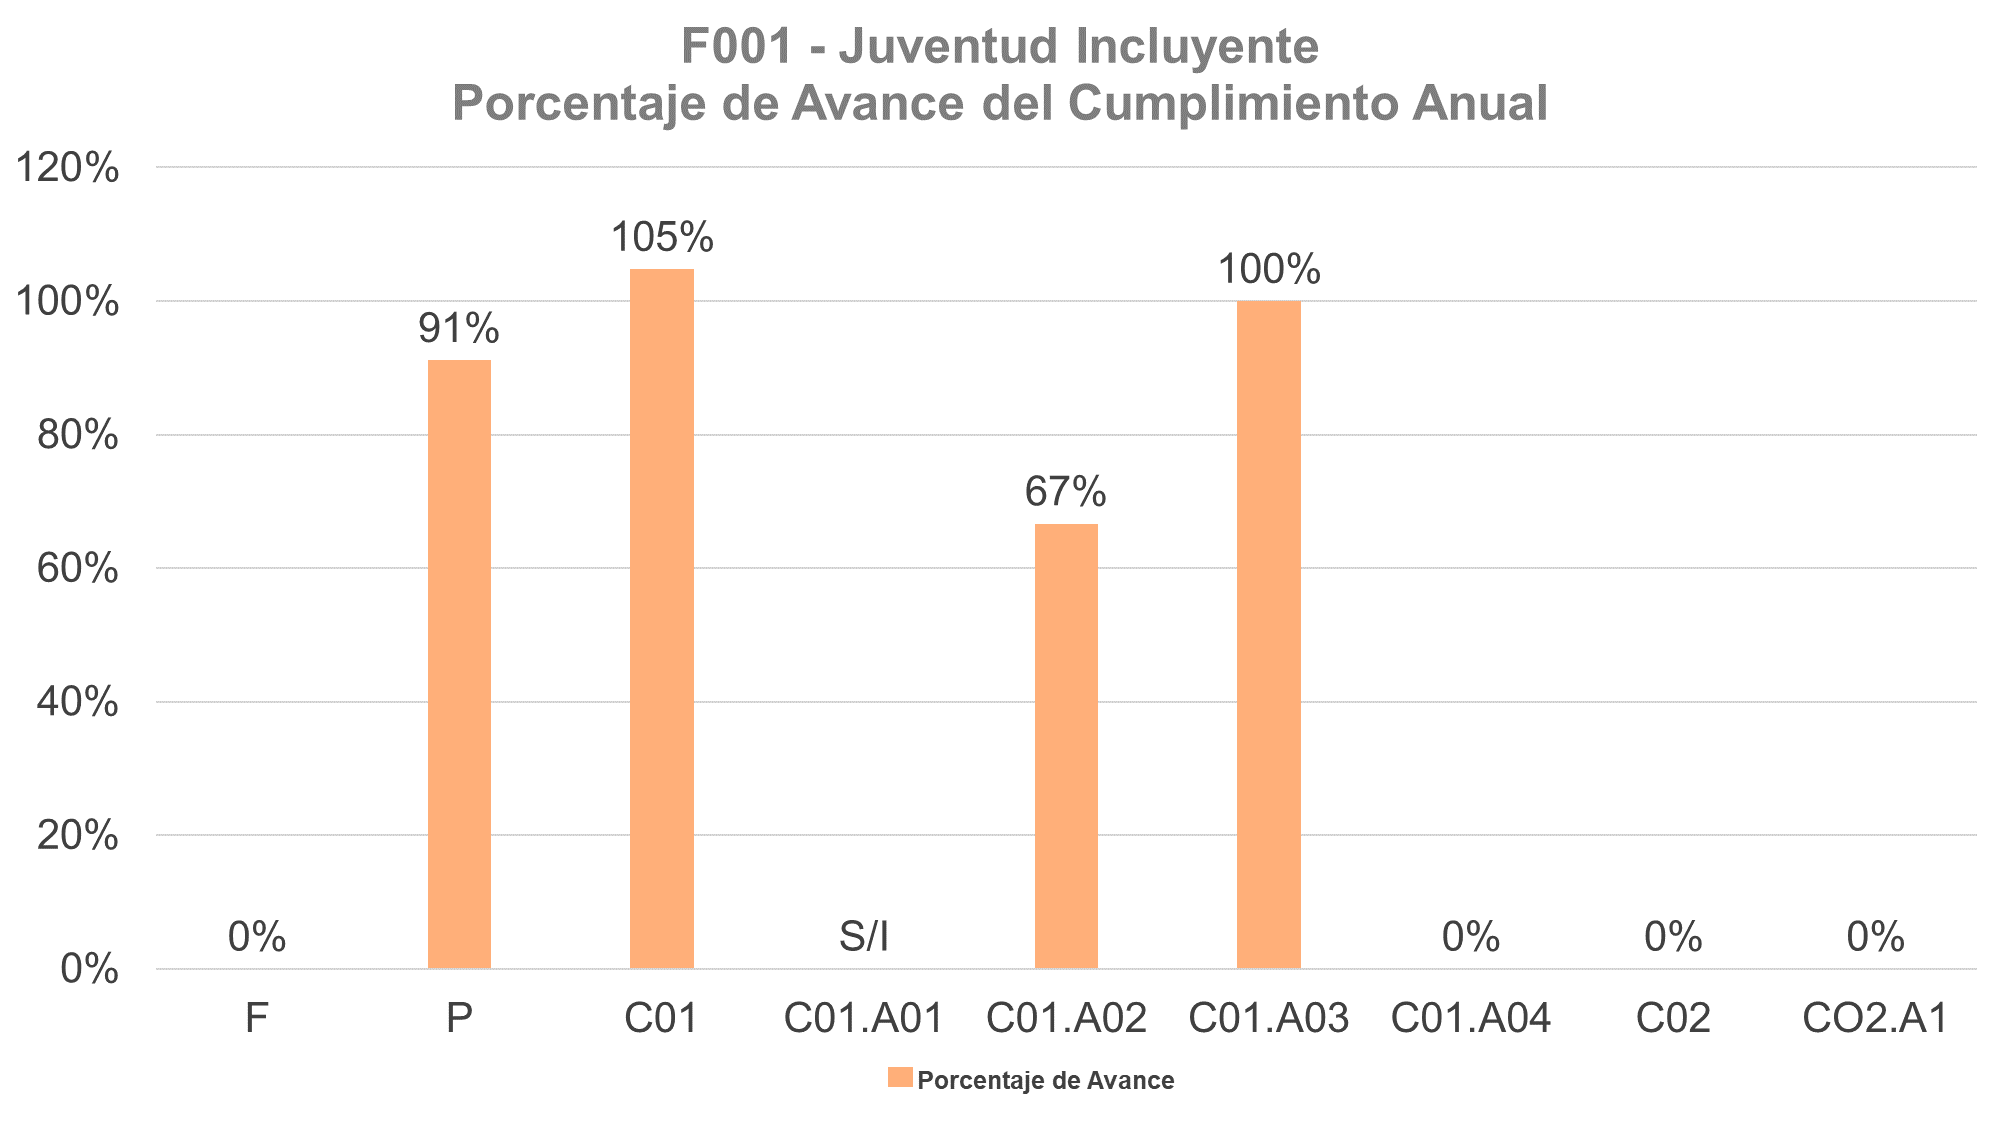 F001 - Juventud Incluyente
Porcentaje de Avance del Cumplimiento Anual
120%
100%
80%
60%
40%
20%
0%
0%
91%
105%
S/I
67%
100%
0%
0%
0%
F
P
C01
C01.A01
C01.A02
C01.A03
C01.A04
C02
CO2.A1
Porcentaje de Avance